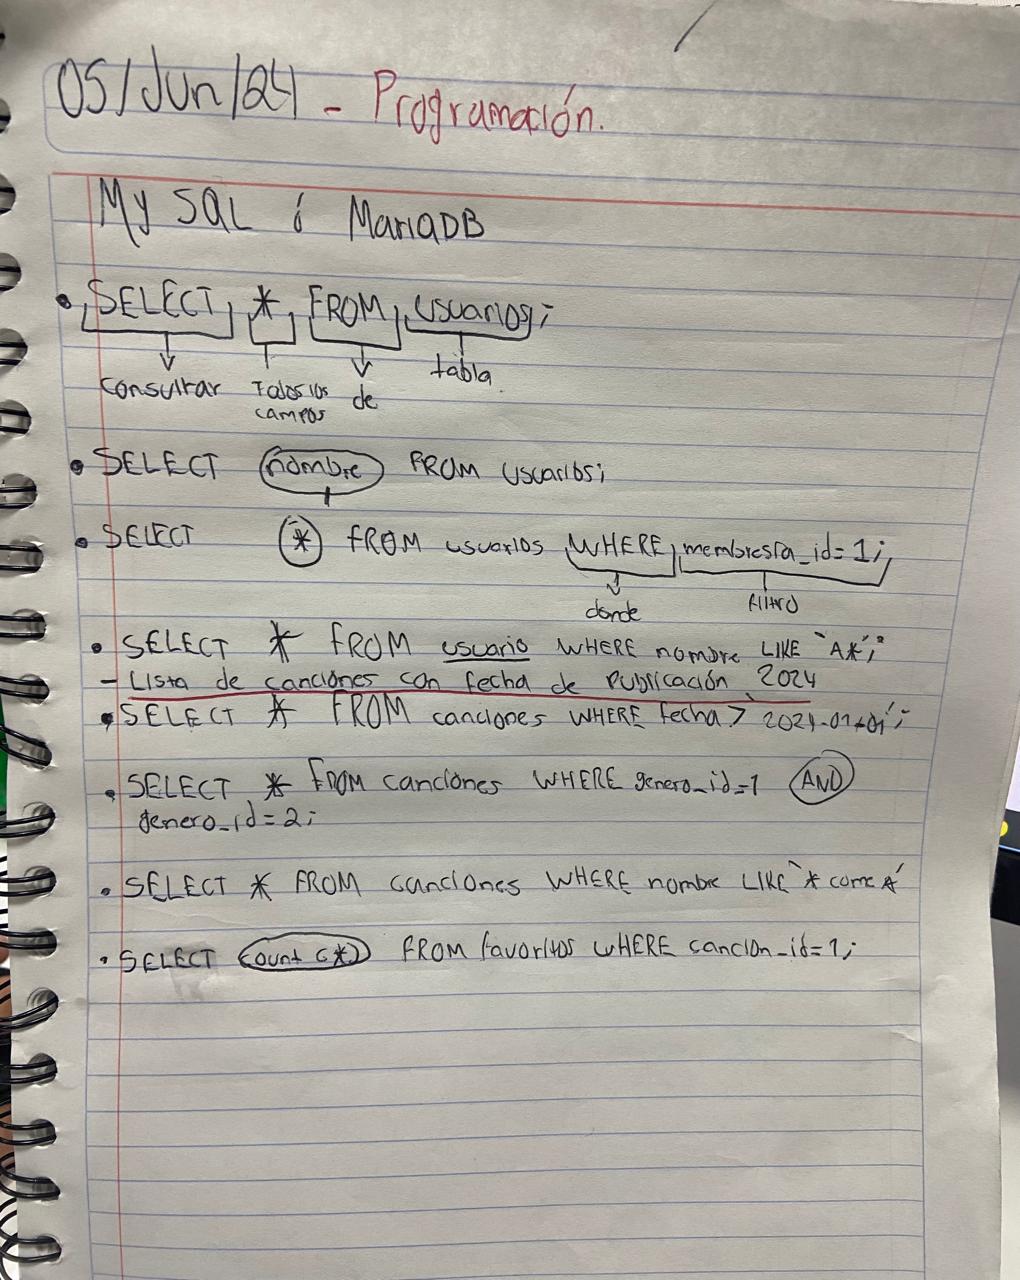 05/Jun/24 - Programación.
My SQL ó MariaDB
• SELECT * FROM usuarios;
consultar Todos los campos de tabla.
• SELECT nombre FROM usuarios;
• SELECT * FROM usuarios WHERE membresía_id=1;
donde filtro
• SELECT * FROM usuario WHERE nombre LIKE `A*´;
- Lista de canciones con fecha de publicación 2024
• SELECT * FROM canciones WHERE fecha > `2024-01-01´;
• SELECT * FROM canciones WHERE genero_id=1 AND
genero_id=2;
• SELECT * FROM canciones WHERE nombre LIKE `* come *´
• SELECT count(*) FROM favoritos WHERE cancion_id=1;